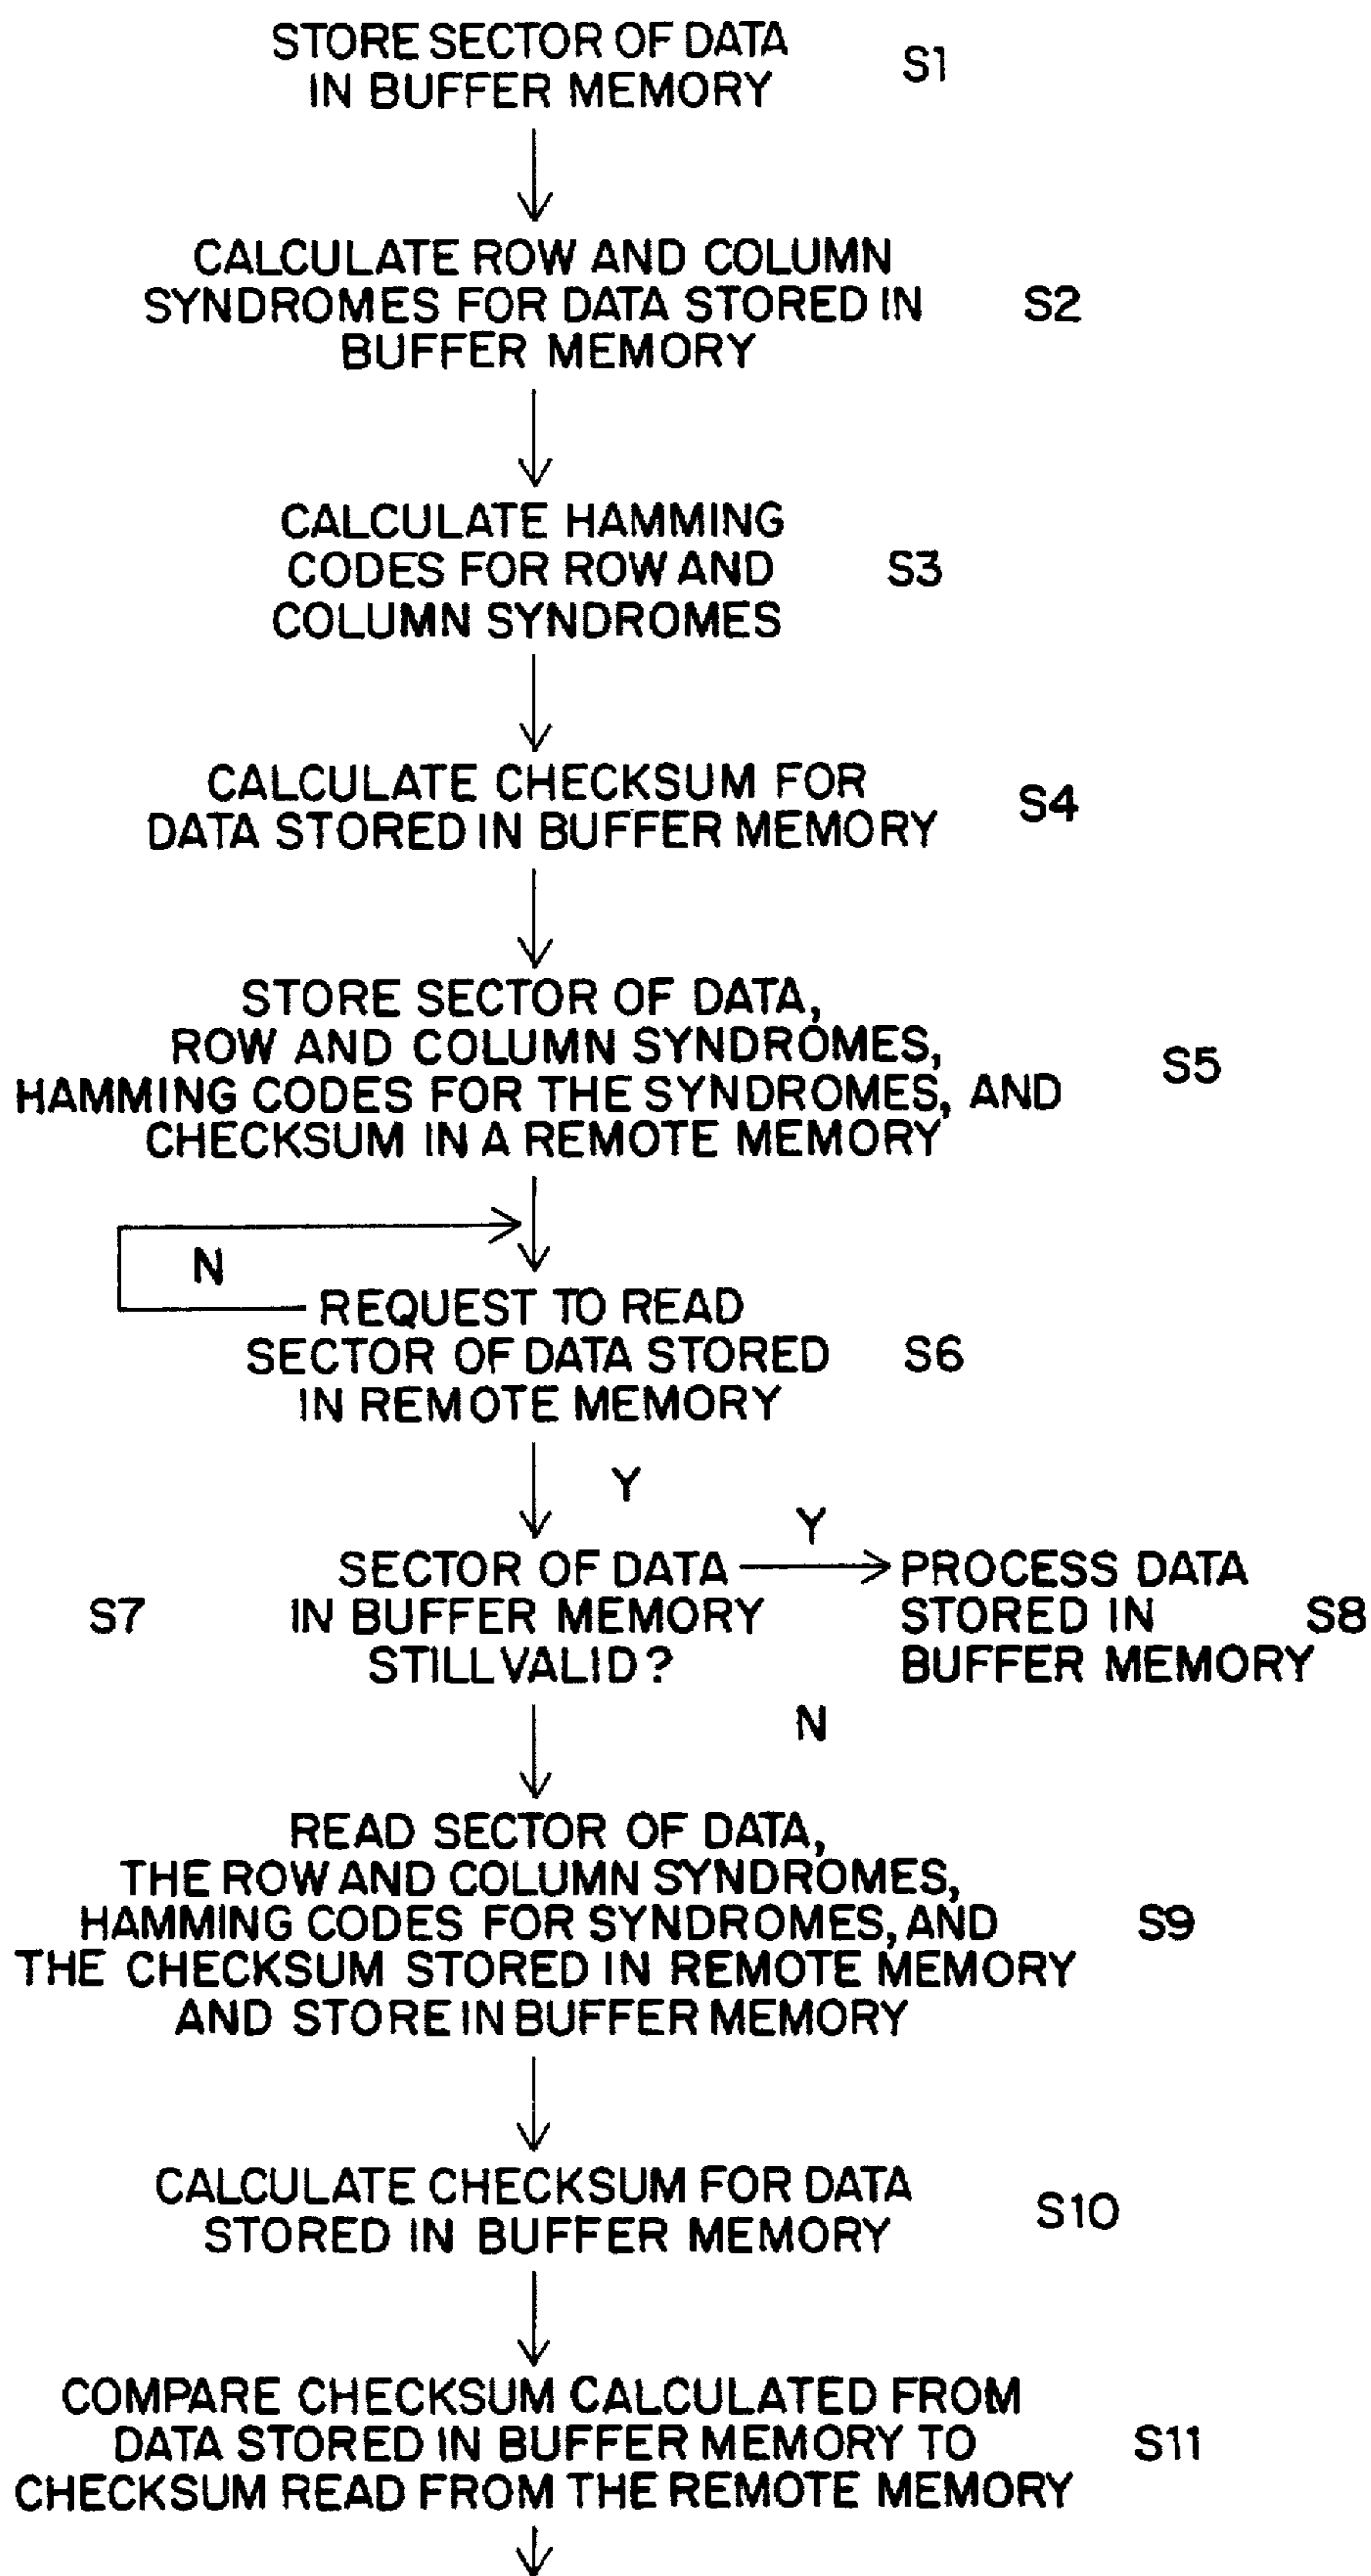 STORE SECTOR OF DATA
IN BUFFER MEMORY
S1
CALCULATE ROW AND COLUMN
SYNDROMES FOR DATA STORED IN
BUFFER MEMORY
S2
CALCULATE HAMMING
CODES FOR ROW AND
COLUMN SYNDROMES
S3
CALCULATE CHECKSUM FOR
DATA STORED IN BUFFER MEMORY
S4
STORE SECTOR OF DATA,
ROW AND COLUMN SYNDROMES,
HAMMING CODES FOR THE SYNDROMES, AND
CHECKSUM IN A REMOTE MEMORY
S5
N
REQUEST TO READ
SECTOR OF DATA STORED
IN REMOTE MEMORY
S6
Y
SECTOR OF DATA
IN BUFFER MEMORY
STILL VALID?
S7
Y
PROCESS DATA
STORED IN
BUFFER MEMORY
S8
N
READ SECTOR OF DATA,
THE ROW AND COLUMN SYNDROMES,
HAMMING CODES FOR SYNDROMES, AND
THE CHECKSUM STORED IN REMOTE MEMORY
AND STORE IN BUFFER MEMORY
S9
CALCULATE CHECKSUM FOR DATA
STORED IN BUFFER MEMORY
S10
COMPARE CHECKSUM CALCULATED FROM
DATA STORED IN BUFFER MEMORY TO
CHECKSUM READ FROM THE REMOTE MEMORY
S11